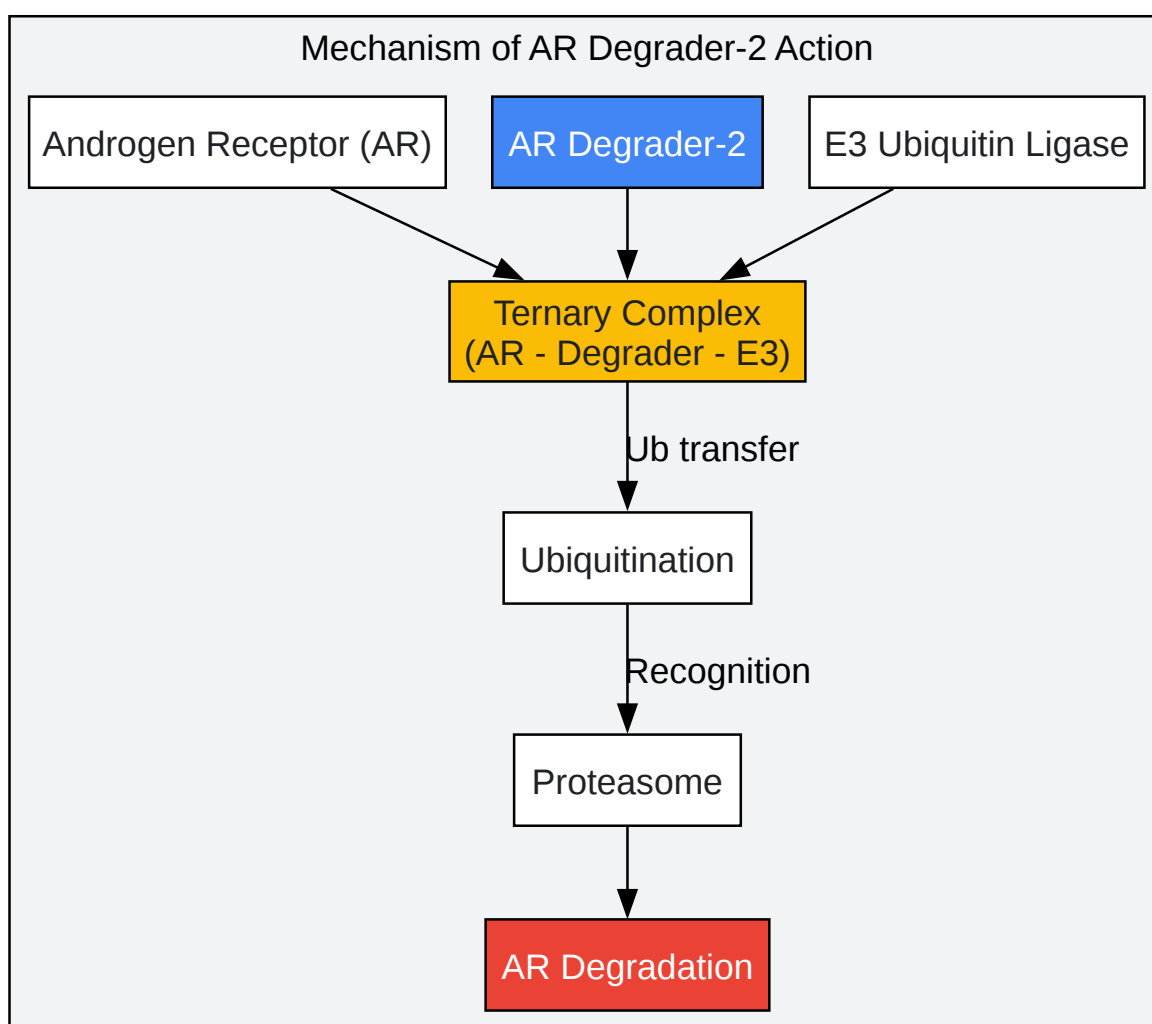 Mechanism of AR Degrader-2 Action
Androgen Receptor (AR)
AR Degrader-2
E3 Ubiquitin Ligase
Ternary Complex
(AR - Degrader - E3)
Ub transfer
Ubiquitination
Recognition
Proteasome
AR Degradation